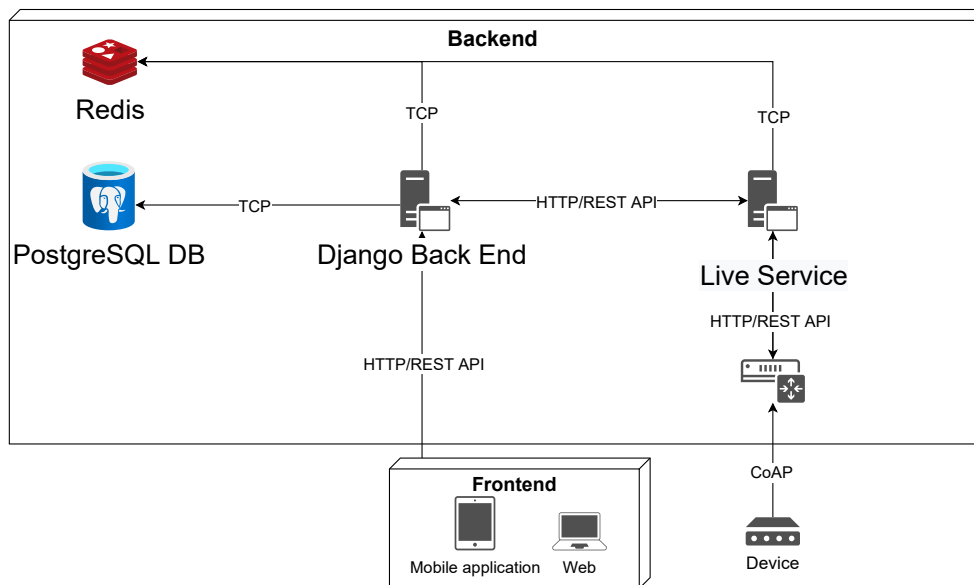 Backend
Redis
TCP
TCP
PostgreSQL DB
TCP
Django Back End
HTTP/REST API
Live Service
HTTP/REST API
HTTP/REST API
CoAP
Frontend
Mobile application
Web
Device